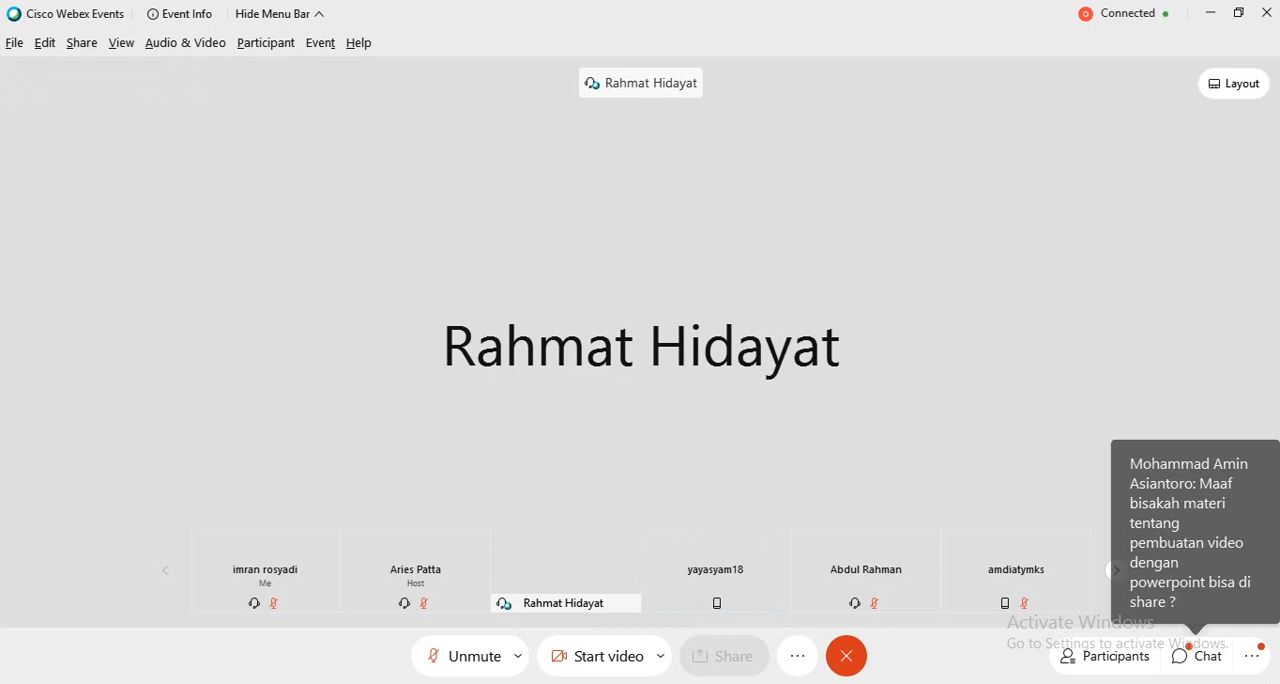 Cisco Webex Events
Event Info
Hide Menu Bar
Connected
File Edit Share View Audio & Video Participant Event Help
Rahmat Hidayat
Layout
Rahmat Hidayat
Mohammad Amin
Asiantoro: Maaf
bisakah materi
tentang
pembuatan video
dengan
powerpoint bisa di
share ?
imran rosyadi
Me
Aries Patta
Host
Rahmat Hidayat
yayasyam18
Abdul Rahman
amdiatymks
Activate Windows
Go to Settings to activate Windows.
Unmute
Start video
Share
Participants
Chat